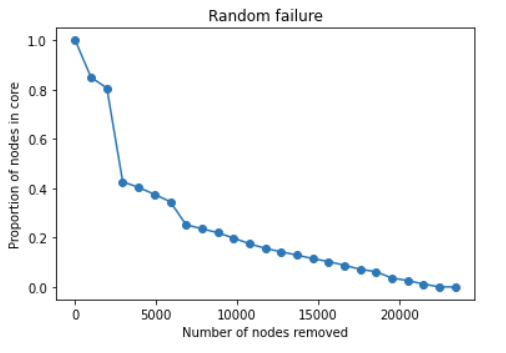 Random failure
1.0
0.8
0.6
0.4
0.2
0.0
Proportion of nodes in core
0 5000 10000 15000 20000
Number of nodes removed